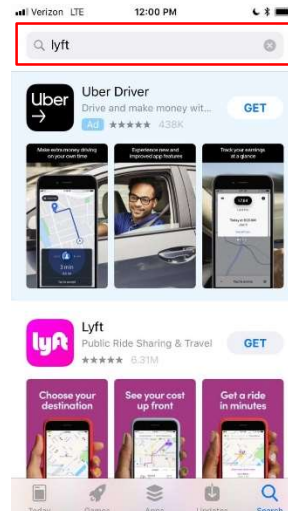 Verizon LTE 12:00 PM
lyft
Uber
Uber Driver
Drive and make money wit...
Ad 438K
GET
Make extra money driving
on your own time
Experience new and
improved app features
Track your earnings
at a glance
3 min
lyft
Lyft
Public Ride Sharing & Travel
6.31M
GET
Choose your
destination
See your cost
up front
Get a ride
in minutes
Today Games Apps Updates Search